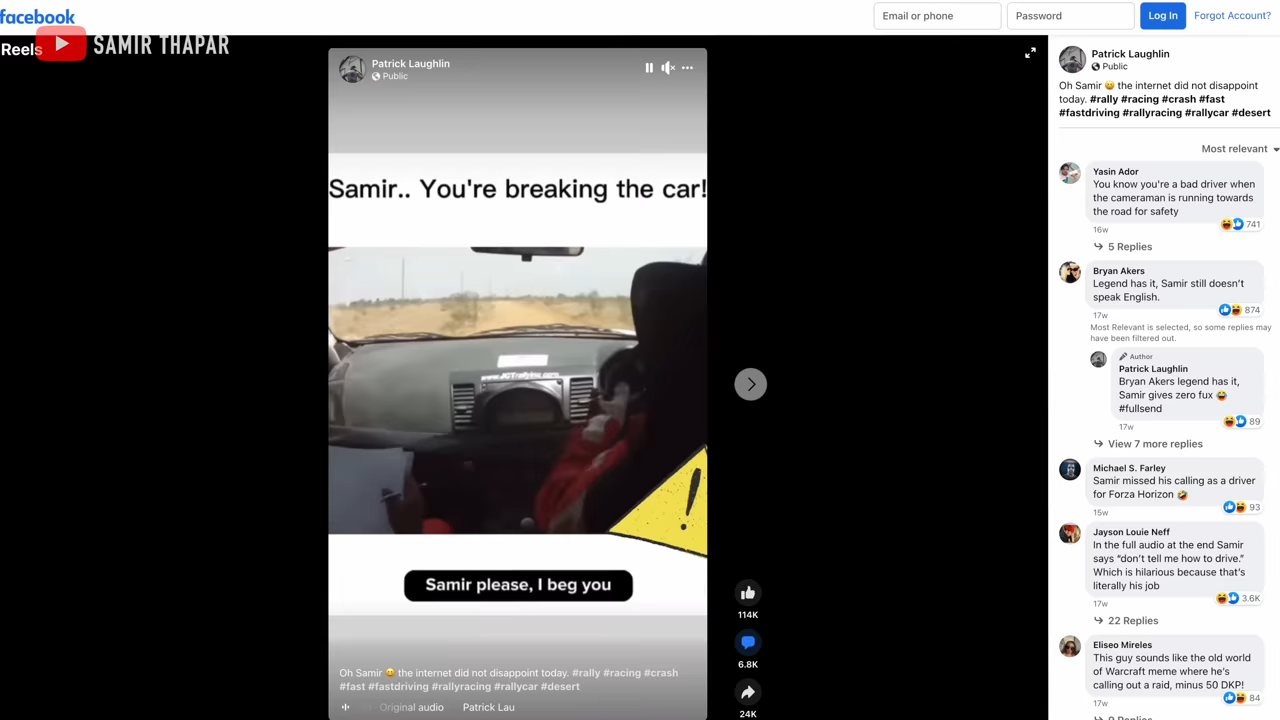 facebook
Email or phone
Password
Log In
Forgot Account?
Reels
SAMIR THAPAR
Patrick Laughlin
Public
Samir.. You're breaking the car!
www.JCTrallying.com
Samir please, I beg you
114K
6.8K
24K
Oh Samir 😄 the internet did not disappoint today. #rally #racing #crash
#fast #fastdriving #rallyracing #rallycar #desert
Original audio
Patrick Lau
Patrick Laughlin
Public
Oh Samir 😄 the internet did not disappoint
today. #rally #racing #crash #fast
#fastdriving #rallyracing #rallycar #desert
Most relevant
Yasin Ador
You know you're a bad driver when
the cameraman is running towards
the road for safety
741
16w
5 Replies
Bryan Akers
Legend has it, Samir still doesn't
speak English.
874
17w
Most Relevant is selected, so some replies may
have been filtered out.
Author
Patrick Laughlin
Bryan Akers legend has it,
Samir gives zero fux 😂
#fullsend
89
17w
View 7 more replies
Michael S. Farley
Samir missed his calling as a driver
for Forza Horizon 🤣
93
15w
Jayson Louie Neff
In the full audio at the end Samir
says “don't tell me how to drive.”
Which is hilarious because that's
literally his job
3.6K
17w
22 Replies
Eliseo Mireles
This guy sounds like the old world
of Warcraft meme where he's
calling out a raid, minus 50 DKP!
84
17w
9 Replies